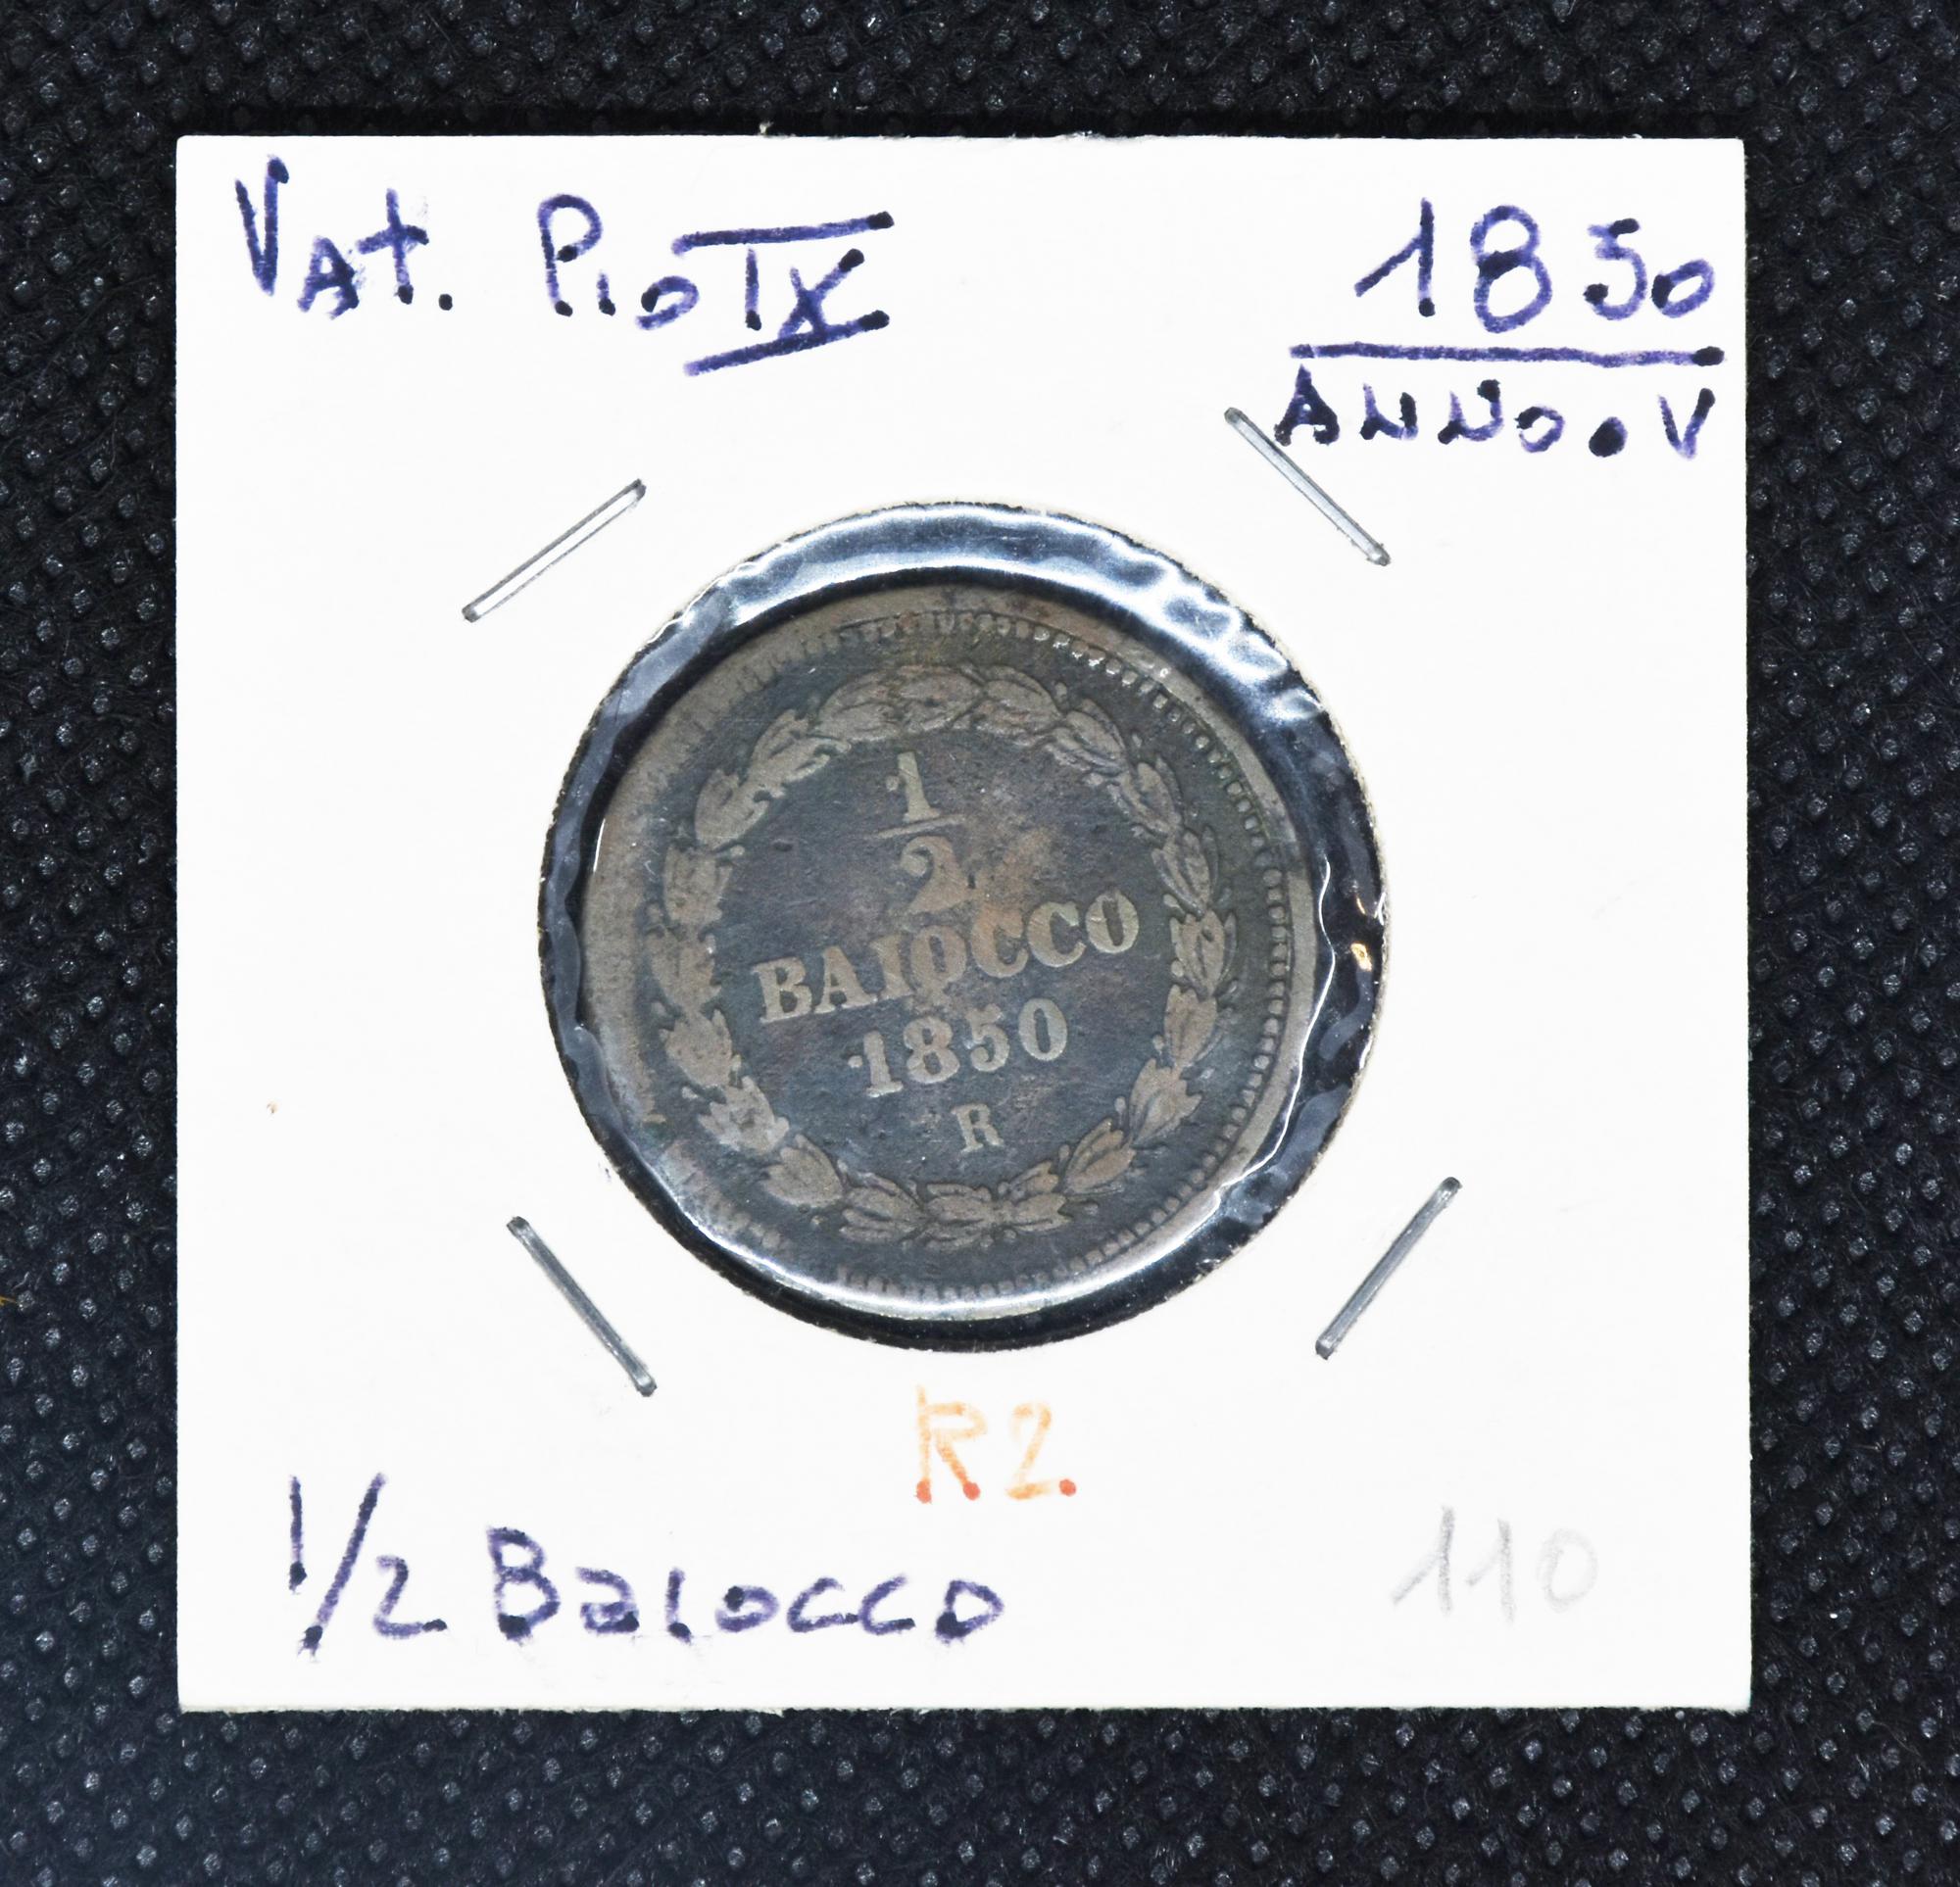 Vat. Pio IX
1850
ANNO.V
1
2
BAIOCCO
1850
R
R2.
1/2 Baiocco
110